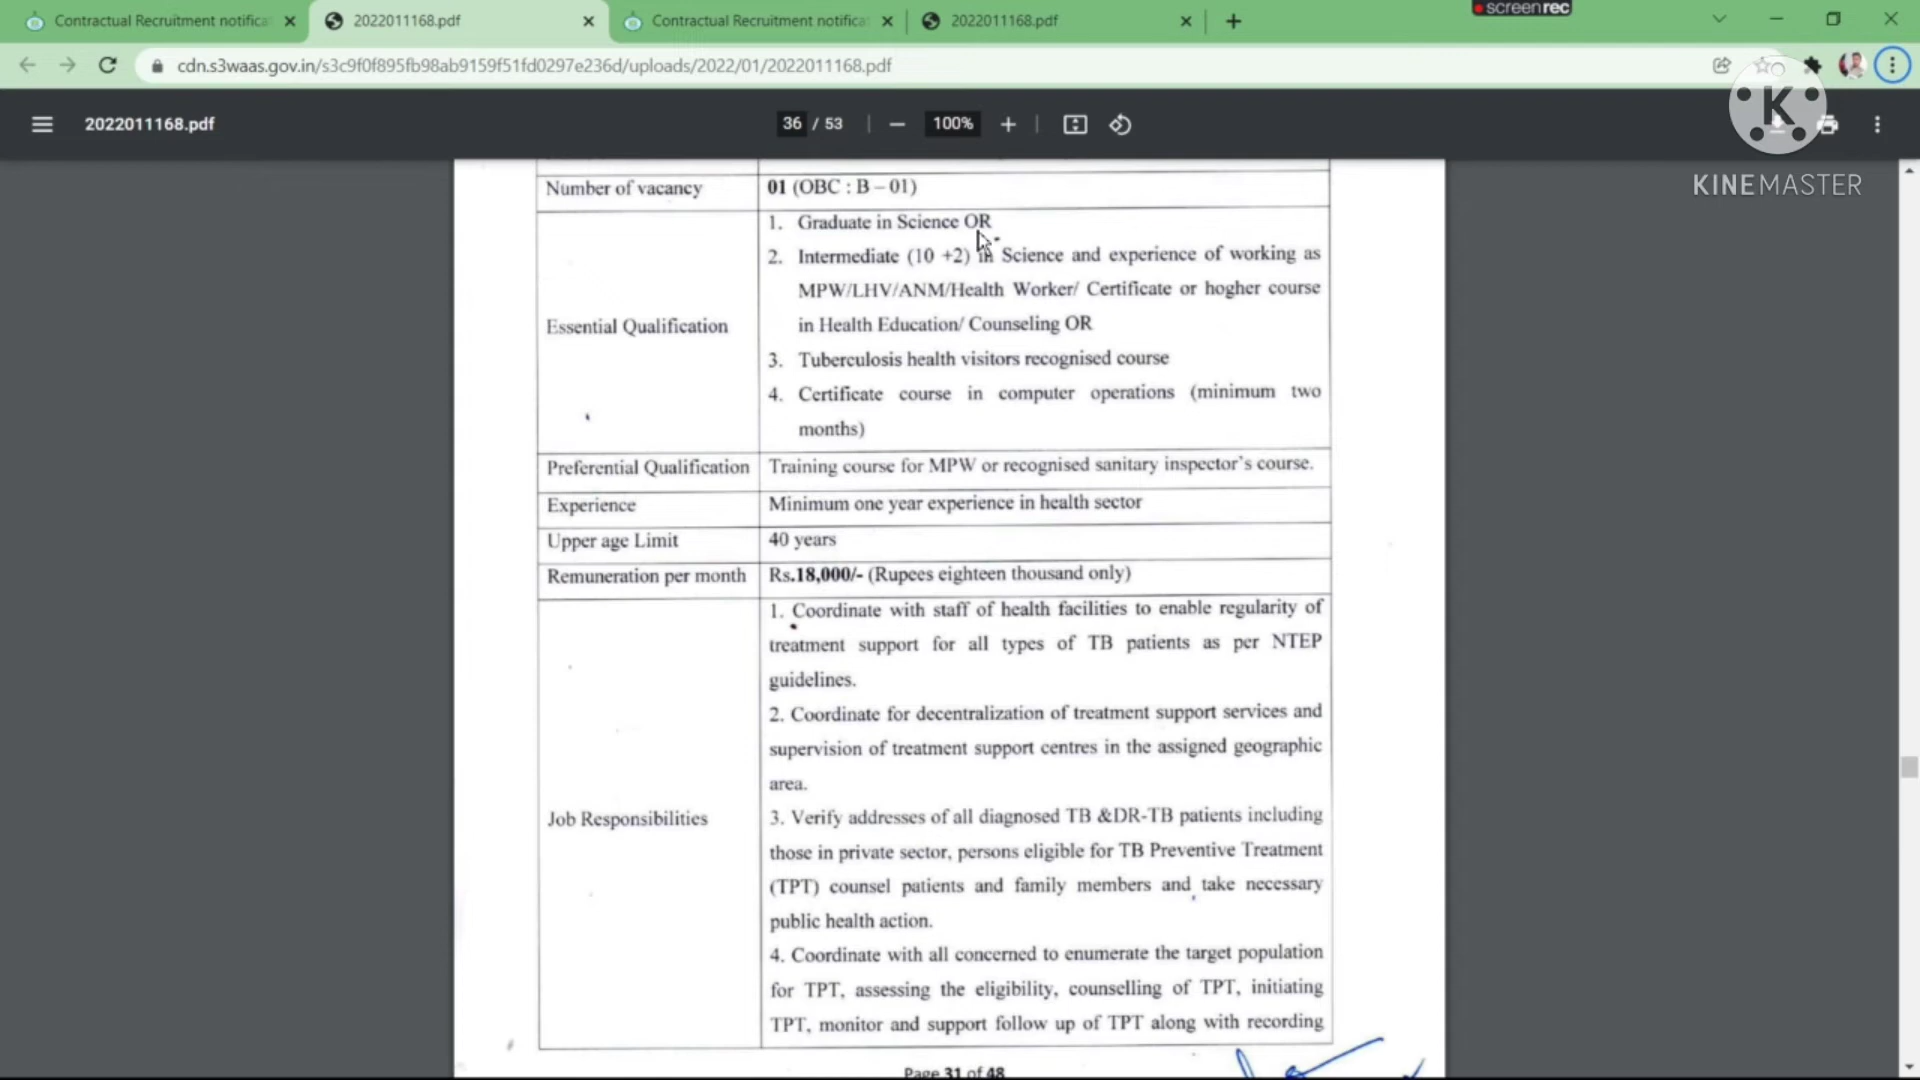 Contractual Recruitment notifica
2022011168.pdf
Contractual Recruitment notifica
2022011168.pdf
screenrec
cdn.s3waas.gov.in/s3c9f0f895fb98ab9159f51fd0297e236d/uploads/2022/01/2022011168.pdf
2022011168.pdf
36 / 53
100%
K
KINEMASTER
Number of vacancy
01 (OBC : B – 01)
Essential Qualification
1. Graduate in Science OR
2. Intermediate (10 +2) in Science and experience of working as
MPW/LHV/ANM/Health Worker/ Certificate or hogher course
in Health Education/ Counseling OR
3. Tuberculosis health visitors recognised course
4. Certificate course in computer operations (minimum two
months)
Preferential Qualification
Training course for MPW or recognised sanitary inspector's course.
Experience
Minimum one year experience in health sector
Upper age Limit
40 years
Remuneration per month
Rs.18,000/- (Rupees eighteen thousand only)
Job Responsibilities
1. Coordinate with staff of health facilities to enable regularity of
treatment support for all types of TB patients as per NTEP
guidelines.
2. Coordinate for decentralization of treatment support services and
supervision of treatment support centres in the assigned geographic
area.
3. Verify addresses of all diagnosed TB &DR-TB patients including
those in private sector, persons eligible for TB Preventive Treatment
(TPT) counsel patients and family members and take necessary
public health action.
4. Coordinate with all concerned to enumerate the target population
for TPT, assessing the eligibility, counselling of TPT, initiating
TPT, monitor and support follow up of TPT along with recording
Page 31 of 48